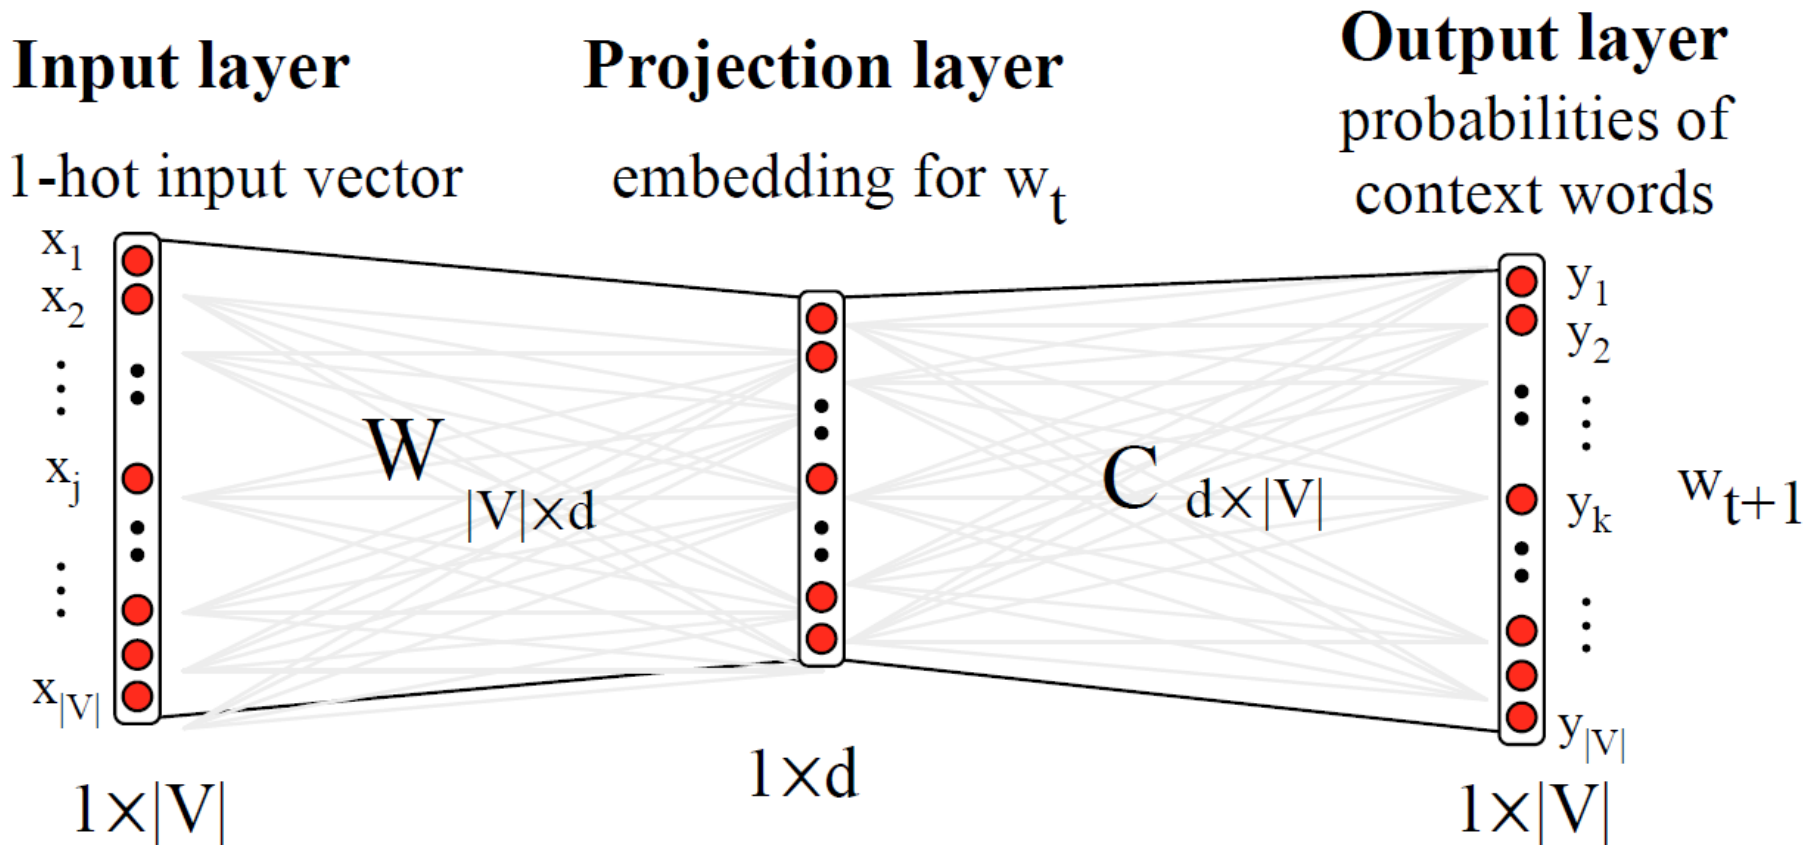 Input layer
1-hot input vector
x1
x2
⋮
xj
⋮
x|V|
1×|V|
W |V|×d
Projection layer
embedding for wt
1×d
C d×|V|
Output layer
probabilities of
context words
y1
y2
⋮
yk
⋮
y|V|
wt+1
1×|V|